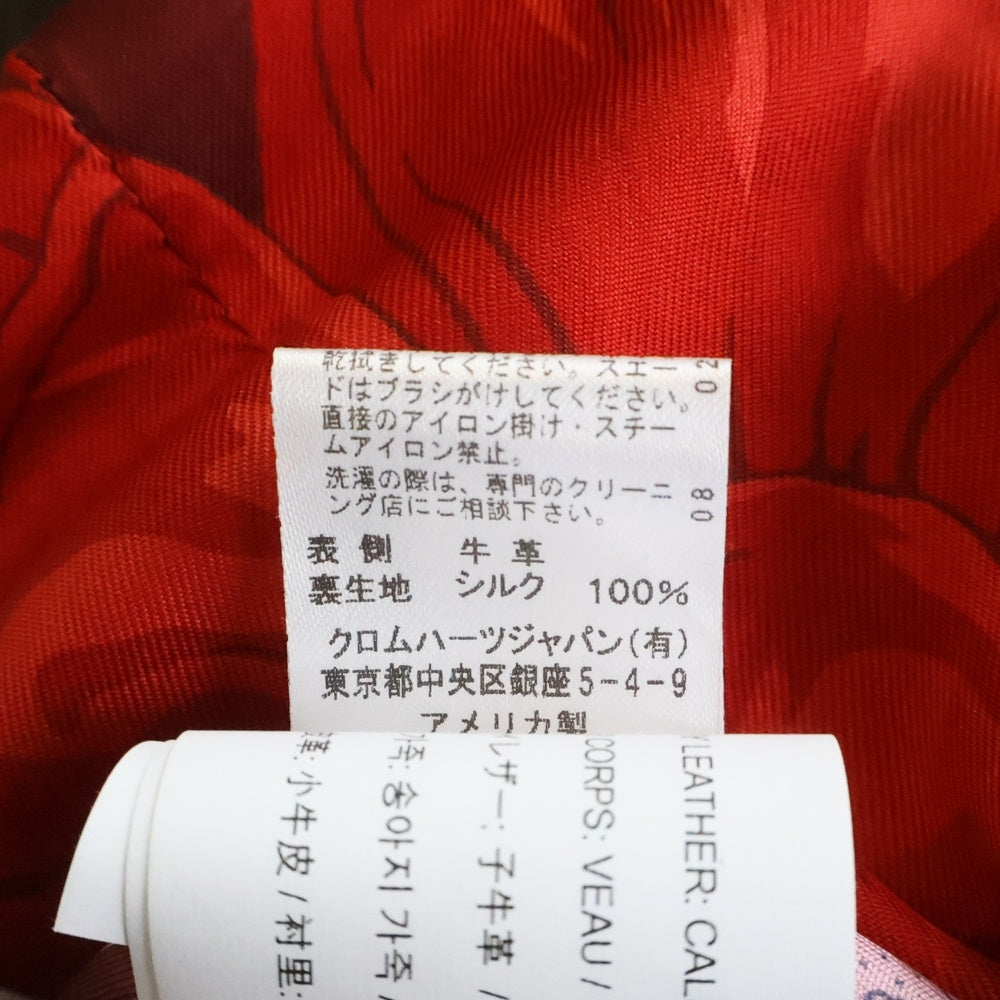 乾拭きしてください。スエー
ドはブラシがけしてください。
直接のアイロン掛け・スチー
ムアイロン禁止。
洗濯の際は、専門のクリーニ
ング店にご相談下さい。
02
08
表側 牛革
裏生地 シルク 100%
クロムハーツジャパン(有)
東京都中央区銀座5-4-9
アメリカ製
/LEATHER: CAL
CORPS: VEAU /
レザー: 子牛革 /
가죽: 송아지 가죽 /
革: 小牛皮 / 衬里: